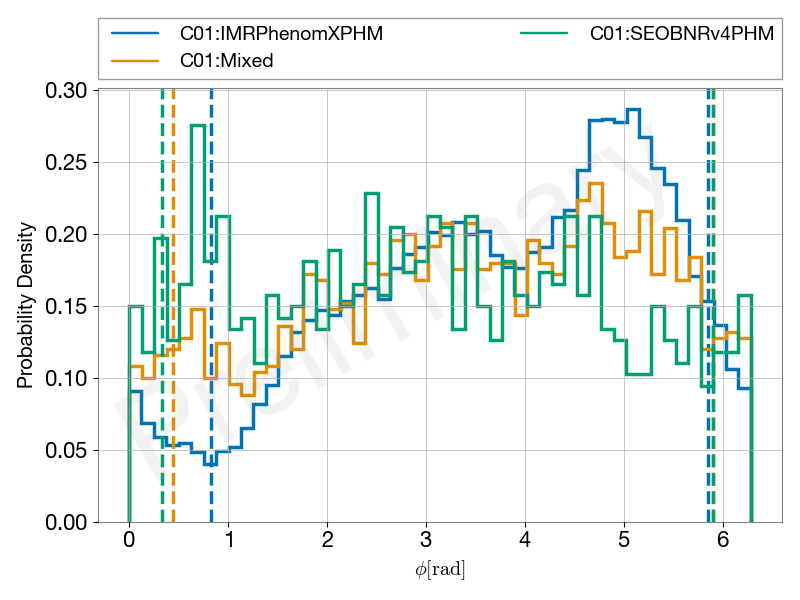 C01:IMRPhenomXPHM
C01:Mixed
C01:SEOBNRv4PHM
0.30
0.25
0.20
0.15
0.10
0.05
0.00
Probability Density
Preliminary
0 1 2 3 4 5 6
ϕ[rad]